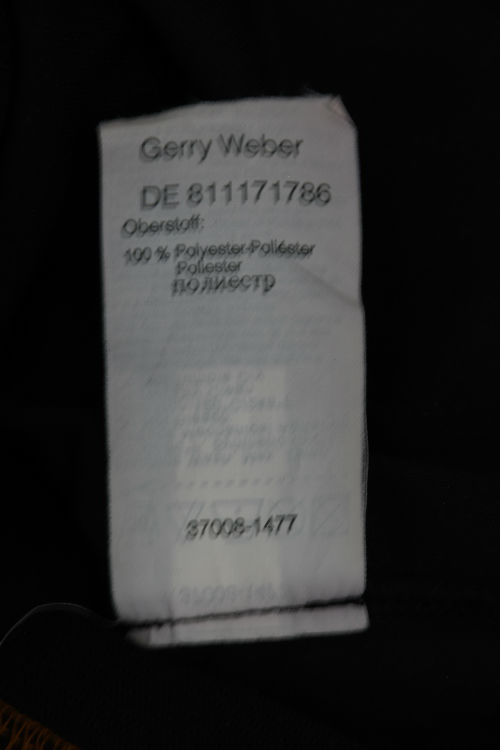 Gerry Weber
DE 811171786
Oberstoff:
100 % Polyester-Poliéster
Poliester
полиестр
37008-1477